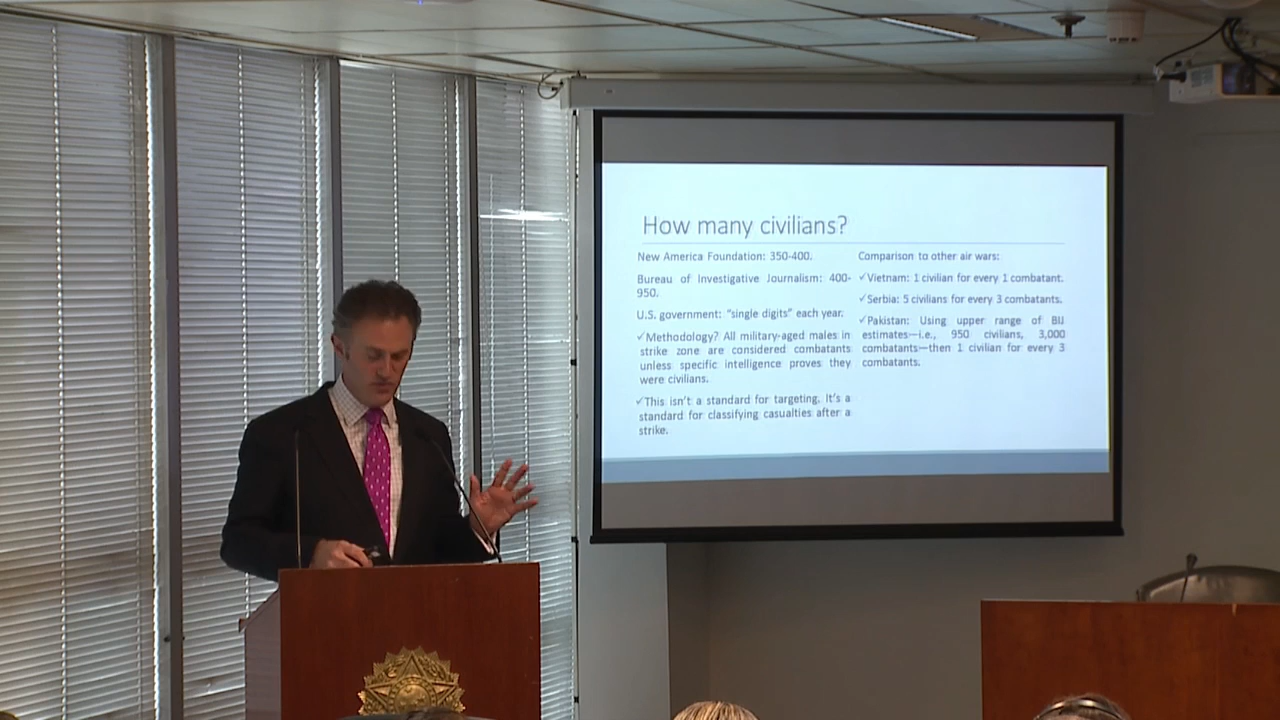 How many civilians?
New America Foundation: 350-400.
Bureau of Investigative Journalism: 400-
950.
U.S. government: "single digits" each year.
✓Methodology? All military-aged males in
strike zone are considered combatants
unless specific intelligence proves they
were civilians.
✓This isn't a standard for targeting. It's a
standard for classifying casualties after a
strike.
Comparison to other air wars:
✓Vietnam: 1 civilian for every 1 combatant.
✓Serbia: 5 civilians for every 3 combatants.
✓Pakistan: Using upper range of BIJ
estimates—i.e., 950 civilians, 3,000
combatants—then 1 civilian for every 3
combatants.